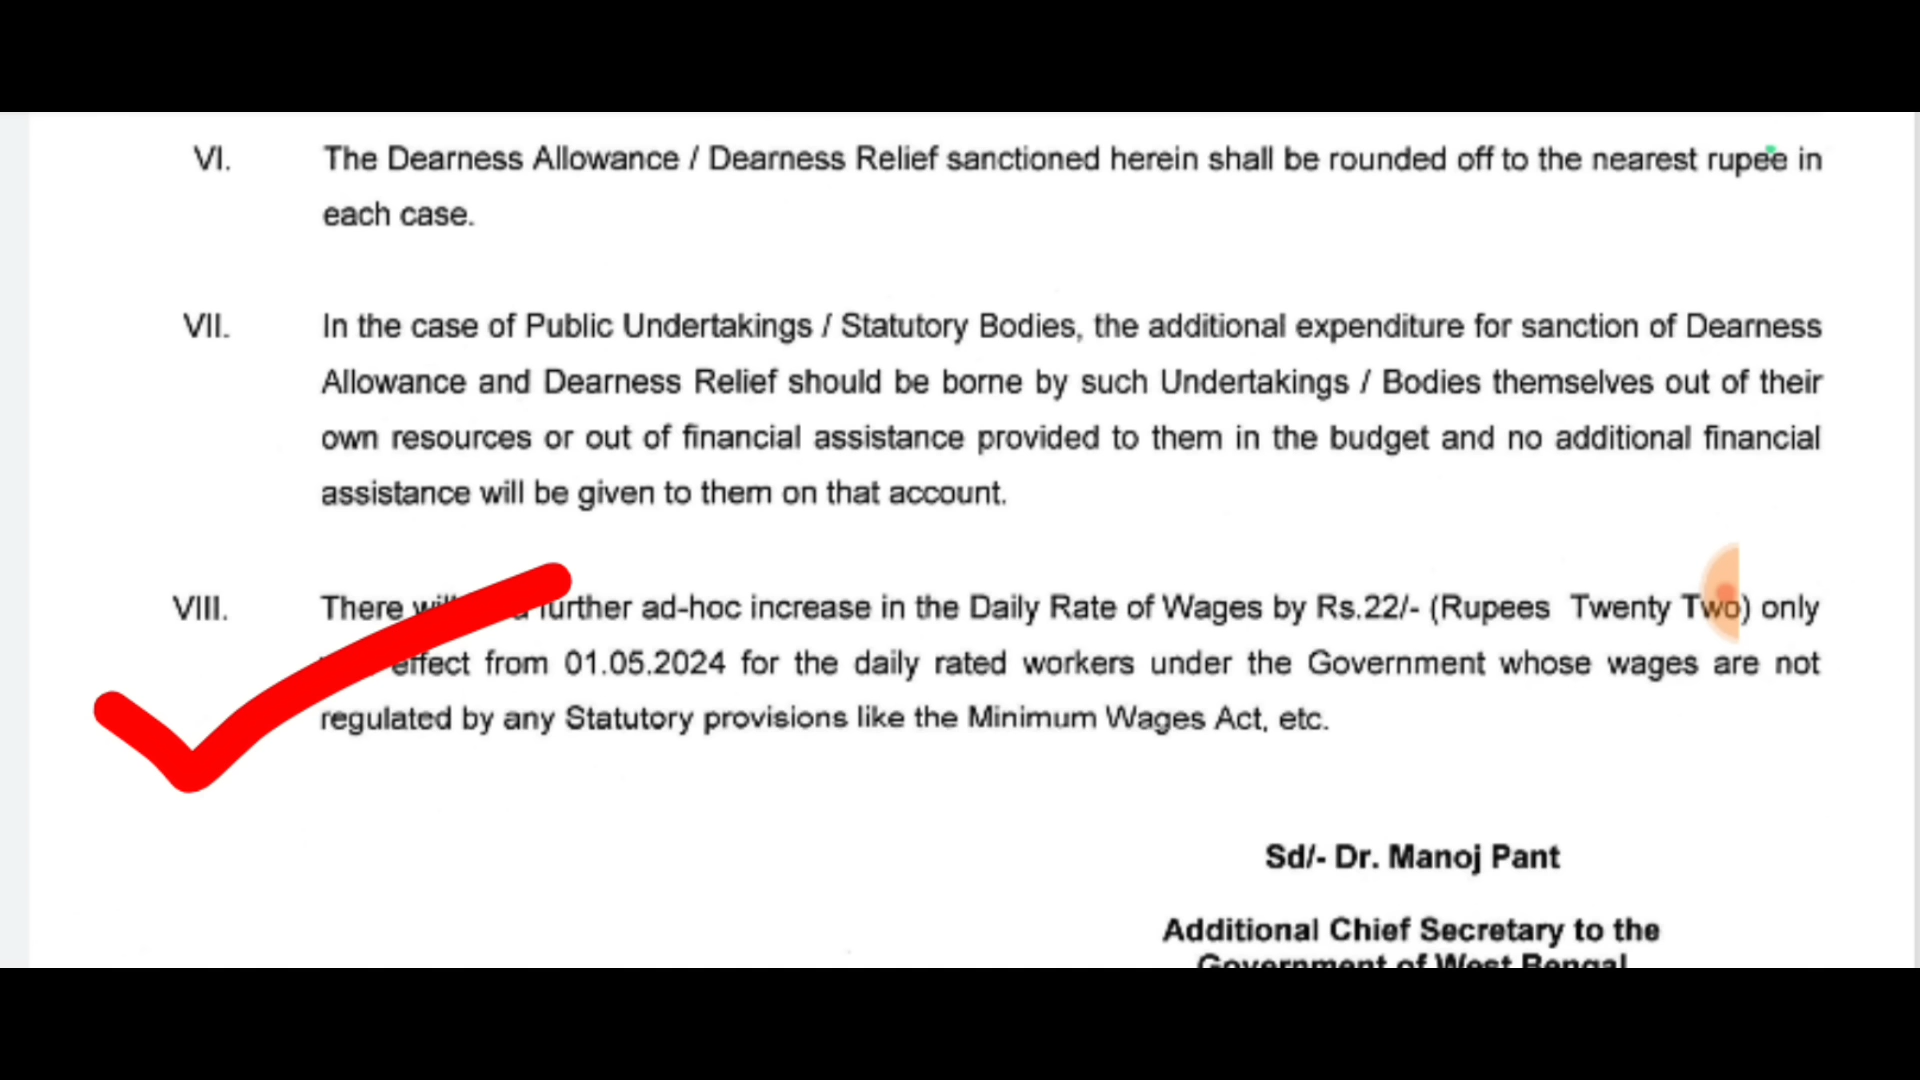 VI. The Dearness Allowance / Dearness Relief sanctioned herein shall be rounded off to the nearest rupee in
each case.
VII. In the case of Public Undertakings / Statutory Bodies, the additional expenditure for sanction of Dearness
Allowance and Dearness Relief should be borne by such Undertakings / Bodies themselves out of their
own resources or out of financial assistance provided to them in the budget and no additional financial
assistance will be given to them on that account.
VIII. There will further ad-hoc increase in the Daily Rate of Wages by Rs.22/- (Rupees Twenty Two) only
effect from 01.05.2024 for the daily rated workers under the Government whose wages are not
regulated by any Statutory provisions like the Minimum Wages Act, etc.
Sd/- Dr. Manoj Pant
Additional Chief Secretary to the
Government of West Bengal